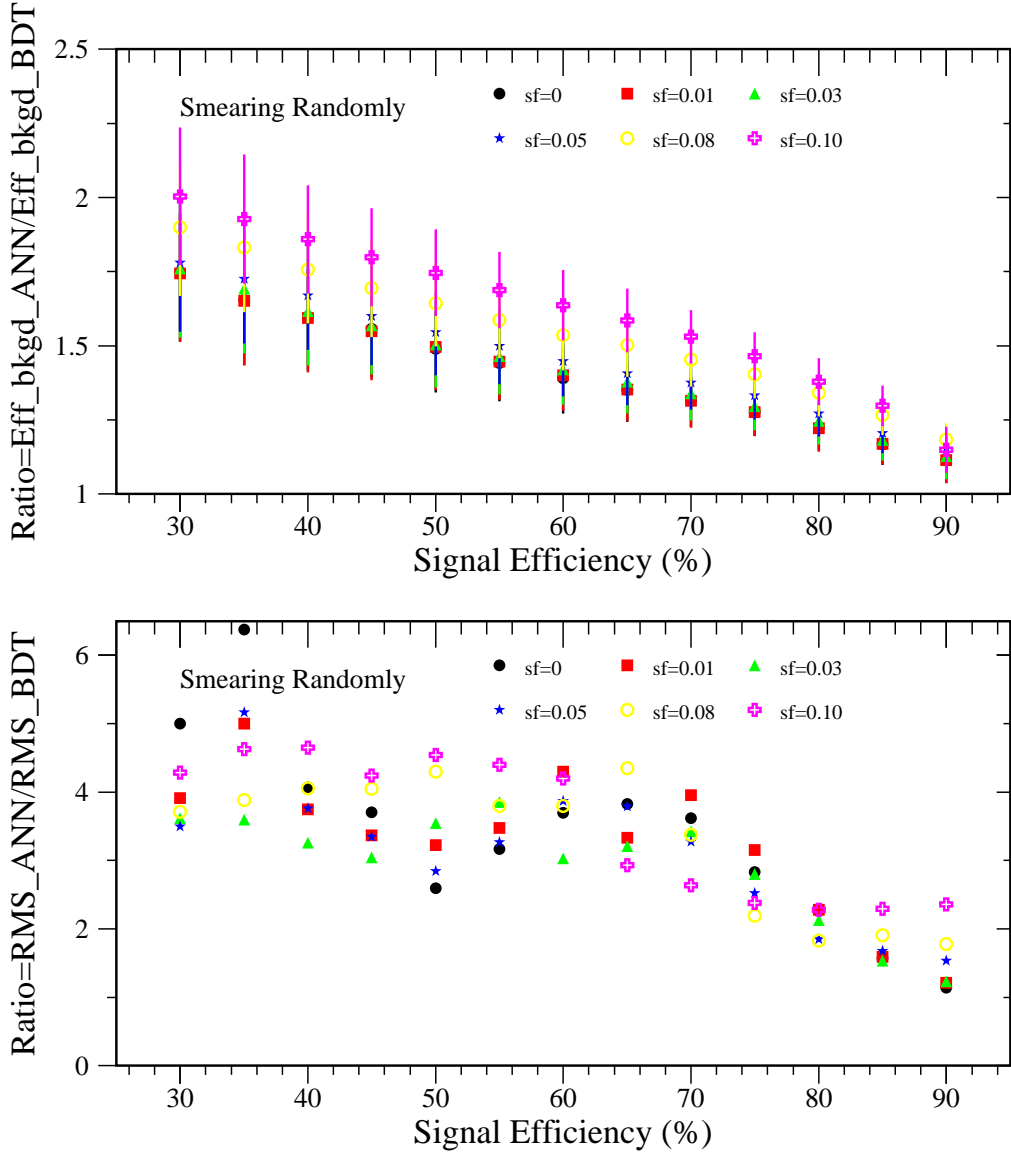 Ratio=Eff_bkgd_ANN/Eff_bkgd_BDT
2.5
2
1.5
1
Smearing Randomly
sf=0 sf=0.01 sf=0.03
sf=0.05 sf=0.08 sf=0.10
30 40 50 60 70 80 90
Signal Efficiency (%)
Ratio=RMS_ANN/RMS_BDT
6
4
2
0
Smearing Randomly
sf=0 sf=0.01 sf=0.03
sf=0.05 sf=0.08 sf=0.10
30 40 50 60 70 80 90
Signal Efficiency (%)